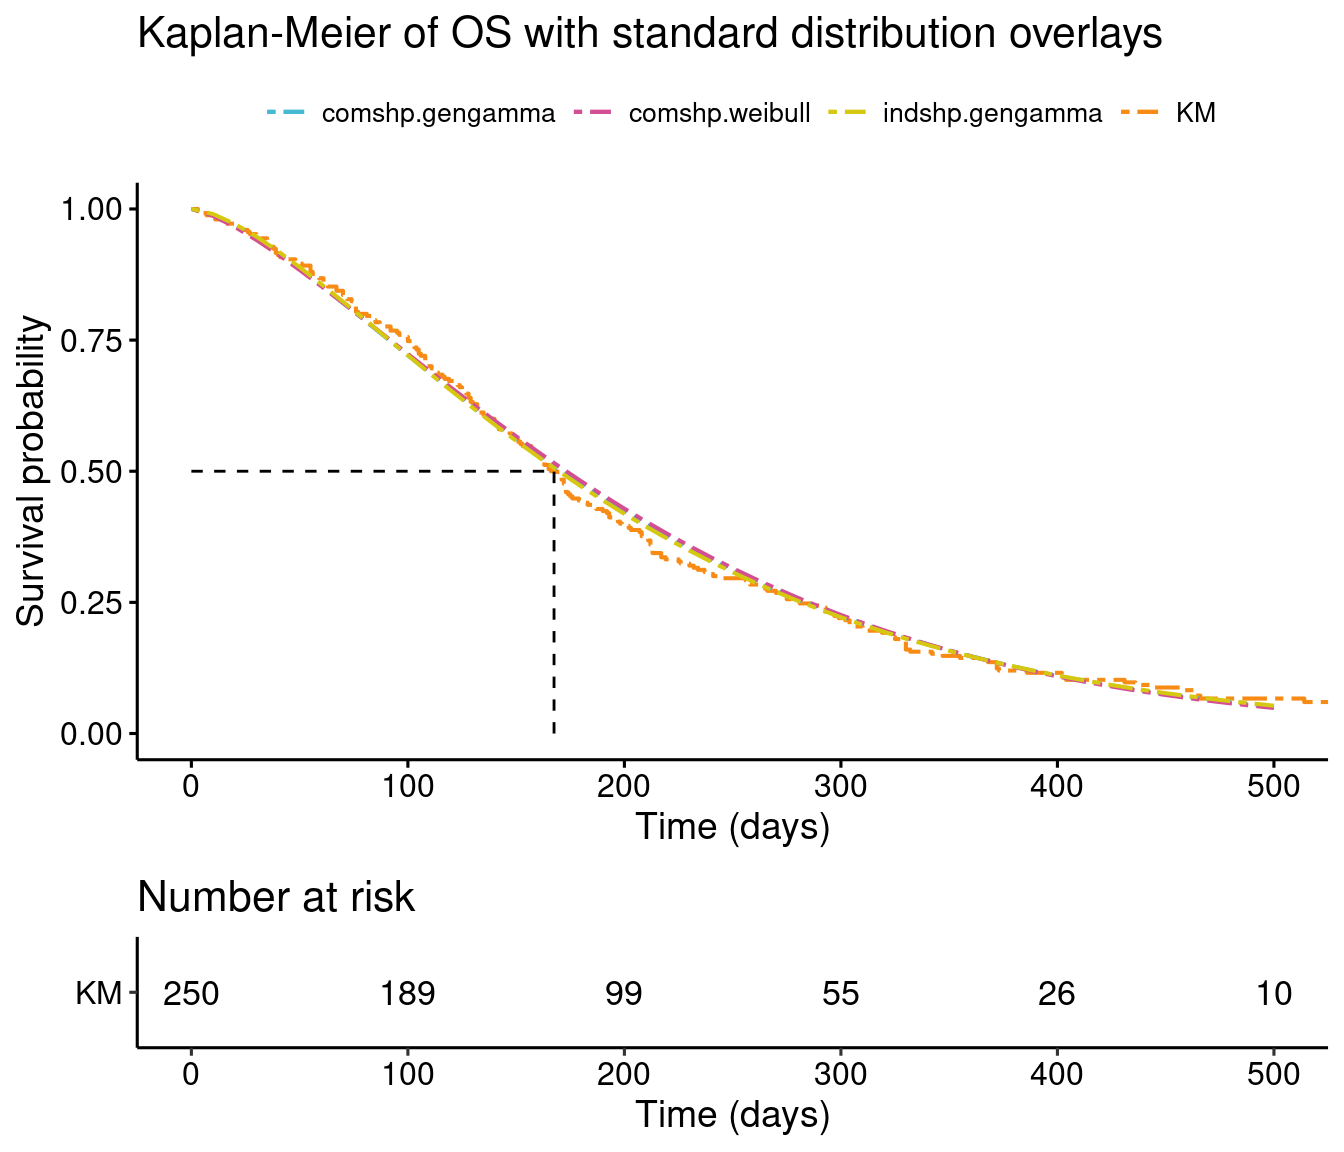 Kaplan-Meier of OS with standard distribution overlays
comshp.gengamma comshp.weibull indshp.gengamma KM
Survival probability
1.00
0.75
0.50
0.25
0.00
0 100 200 300 400 500
Time (days)
Number at risk
KM 250 189 99 55 26 10
0 100 200 300 400 500
Time (days)